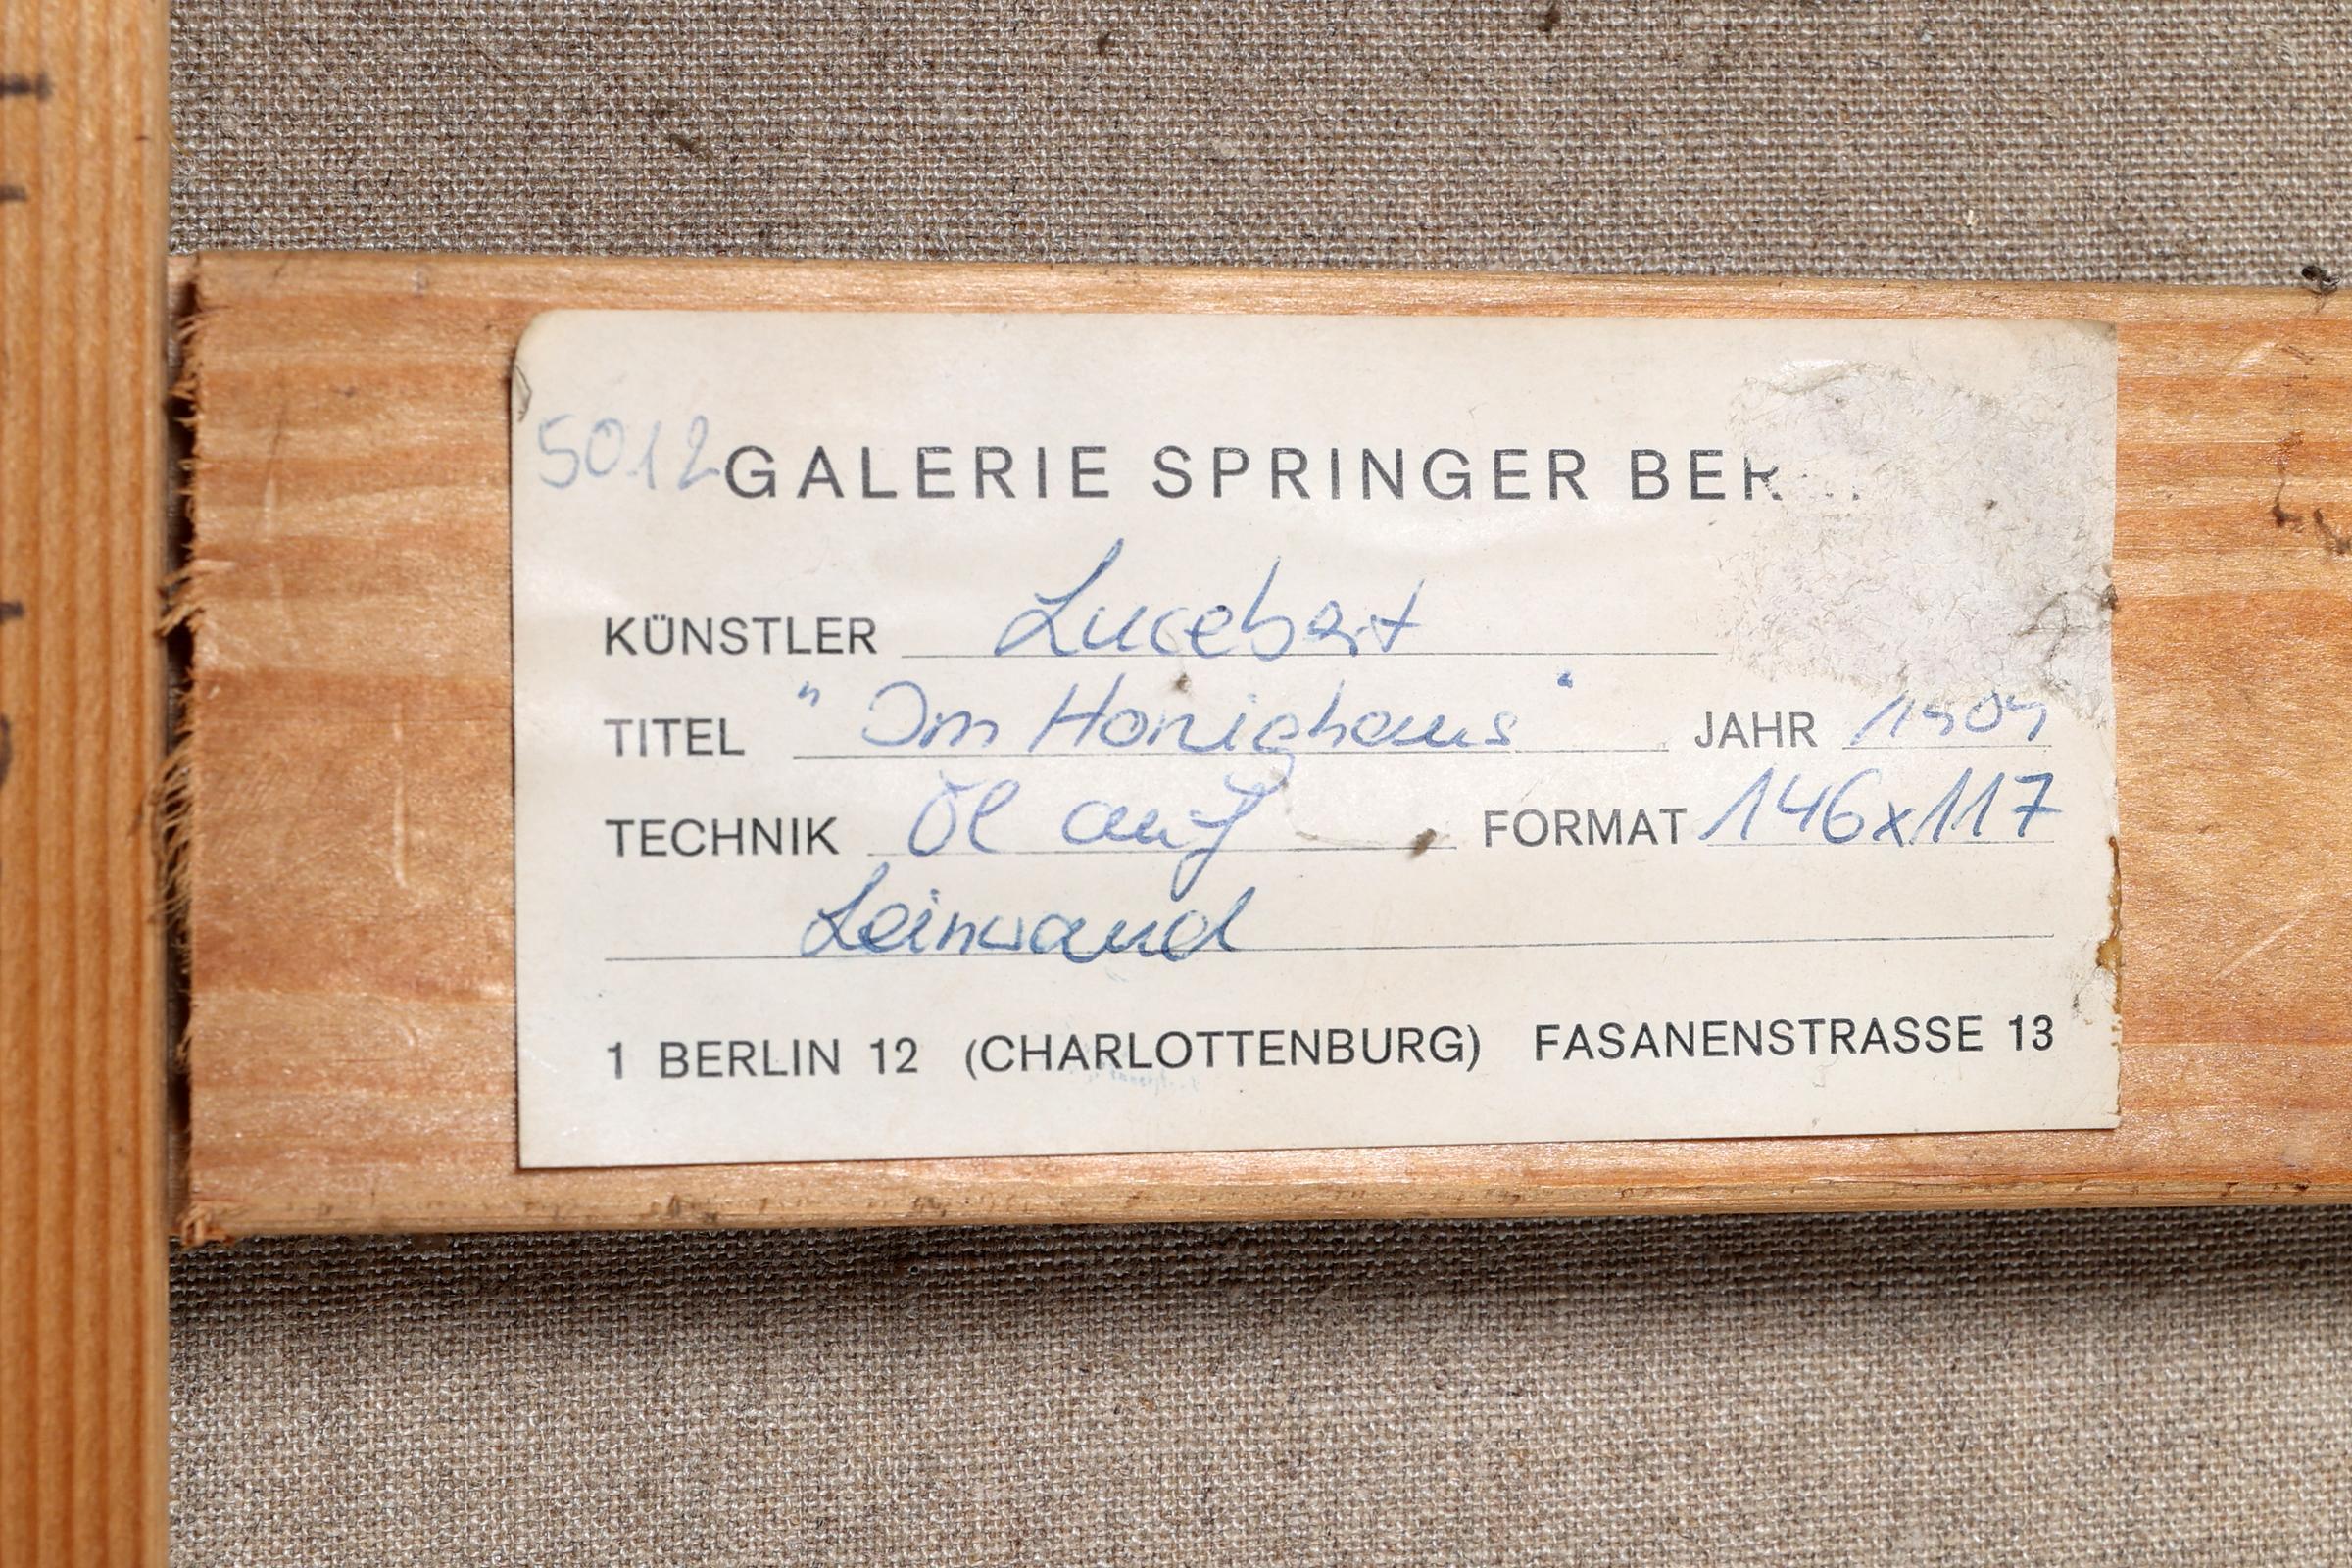 5012 GALERIE SPRINGER BER
KÜNSTLER Lucebert
TITEL "Im Honighaus" JAHR
TECHNIK Öl auf FORMAT 146x117
Leinwand
1 BERLIN 12 (CHARLOTTENBURG) FASANENSTRASSE 13